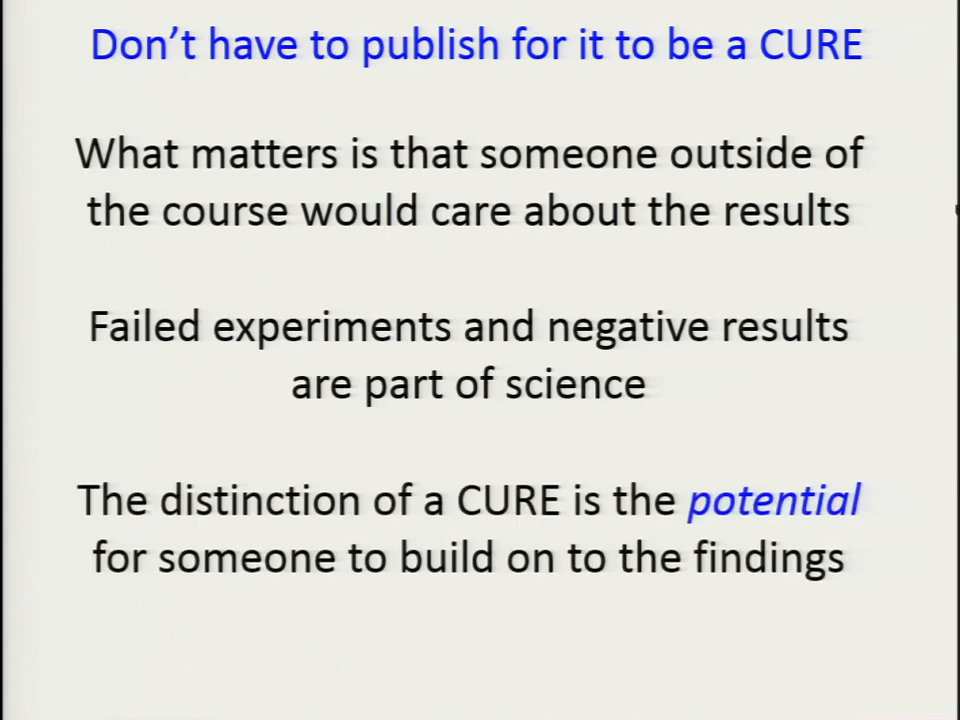 Don't have to publish for it to be a CURE
What matters is that someone outside of
the course would care about the results
Failed experiments and negative results
are part of science
The distinction of a CURE is the potential
for someone to build on to the findings